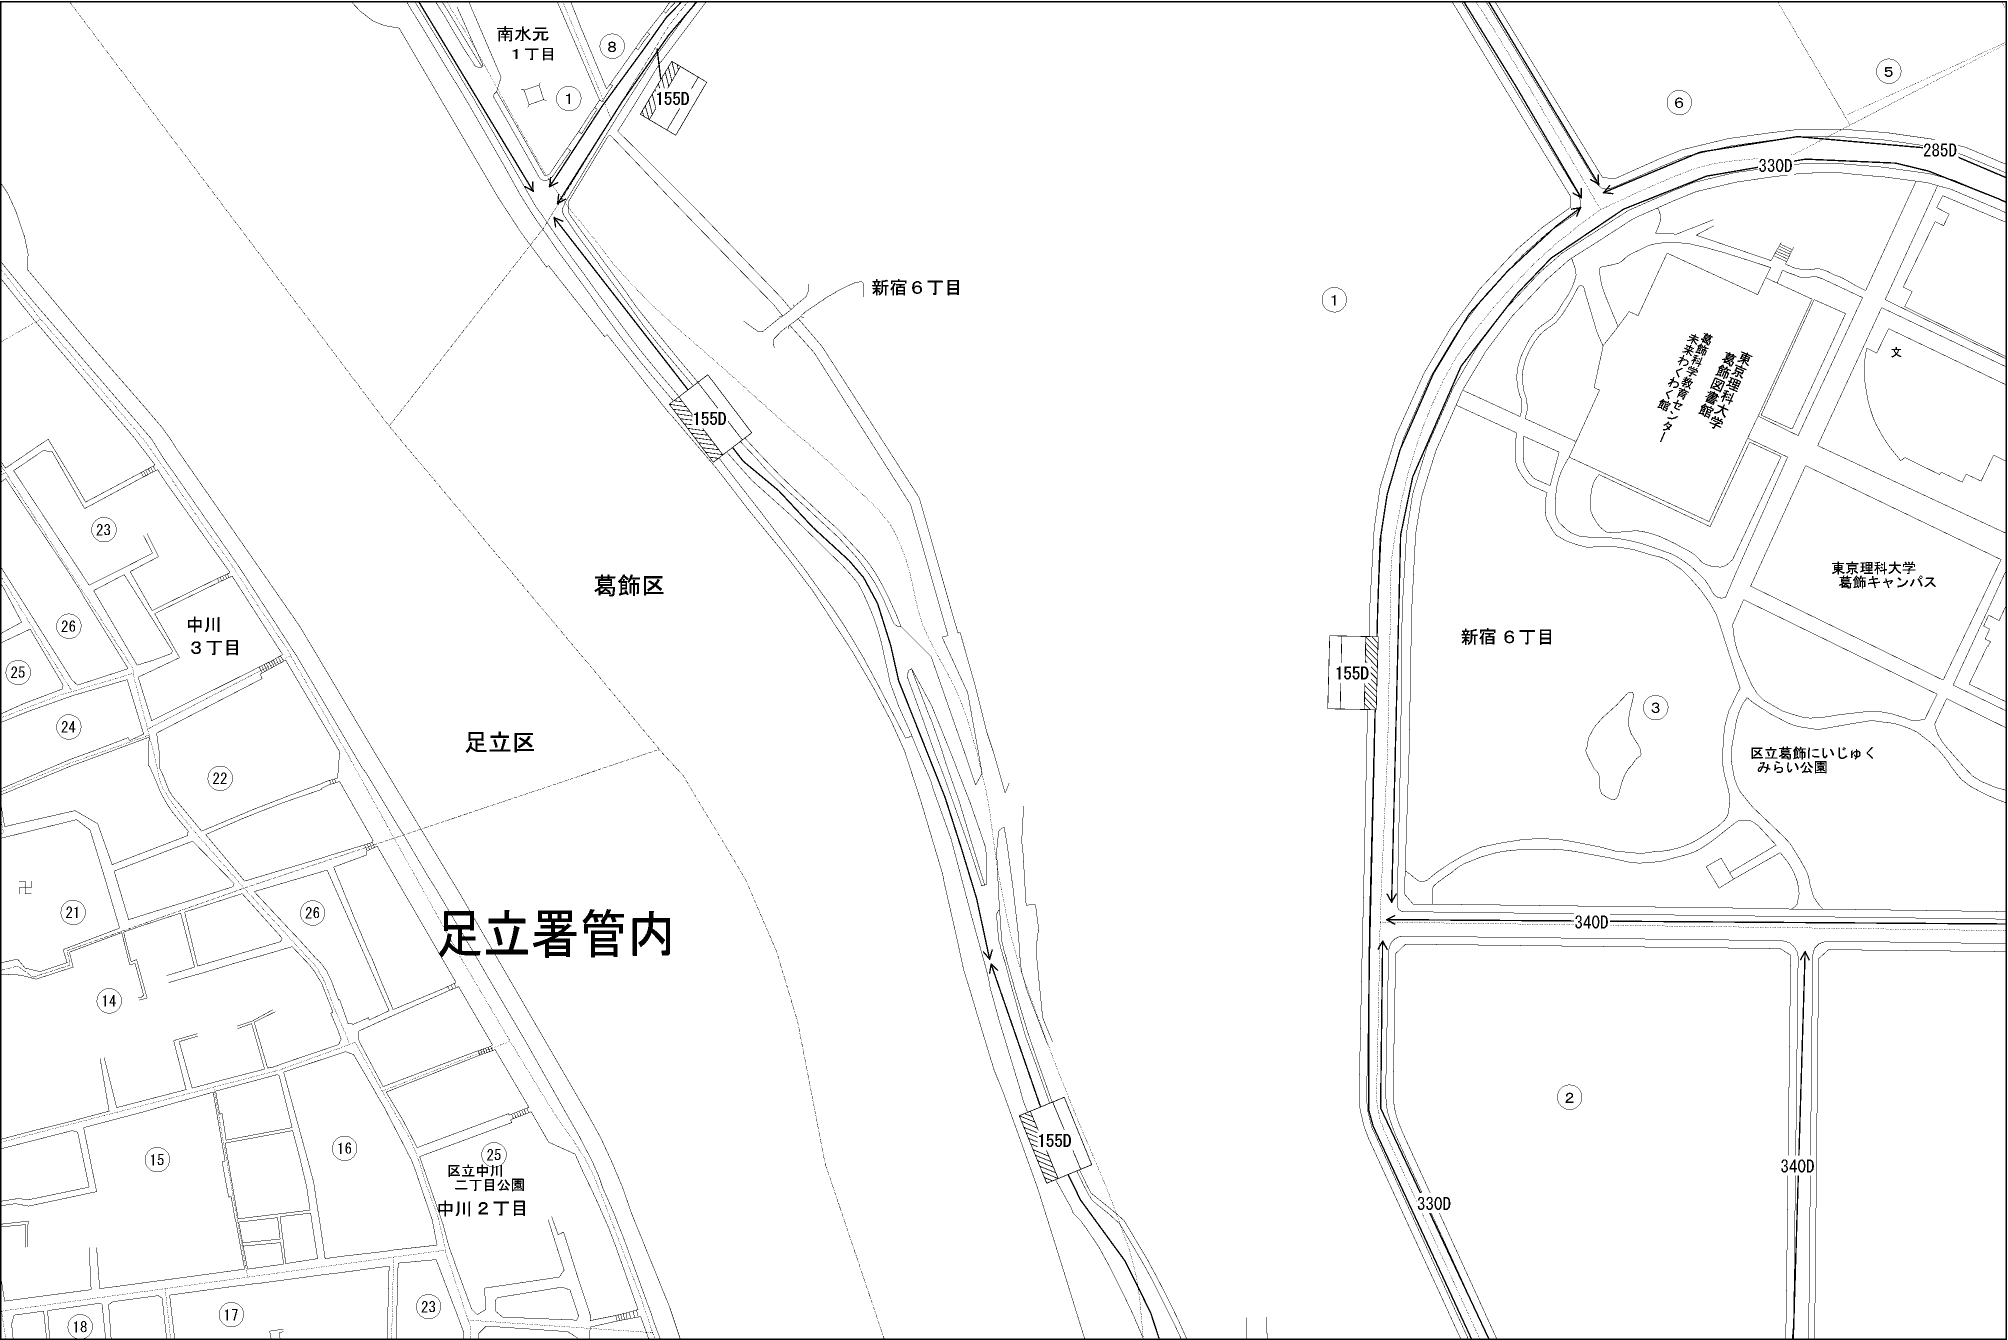 南水元
１丁目
8
1
155D
5
6
285D
330D
新宿６丁目
1
東京理科大学
葛飾図書館
葛飾科学教育センター
未来わくわく館
文
155D
23
葛飾区
東京理科大学
葛飾キャンパス
26
中川
３丁目
新宿６丁目
25
155D
24
3
足立区
区立葛飾にいじゅく
みらい公園
22
卍
21
26
足立署管内
340D
14
2
155D
16
15
25
区立中川
二丁目公園
中川２丁目
340D
330D
23
17
18